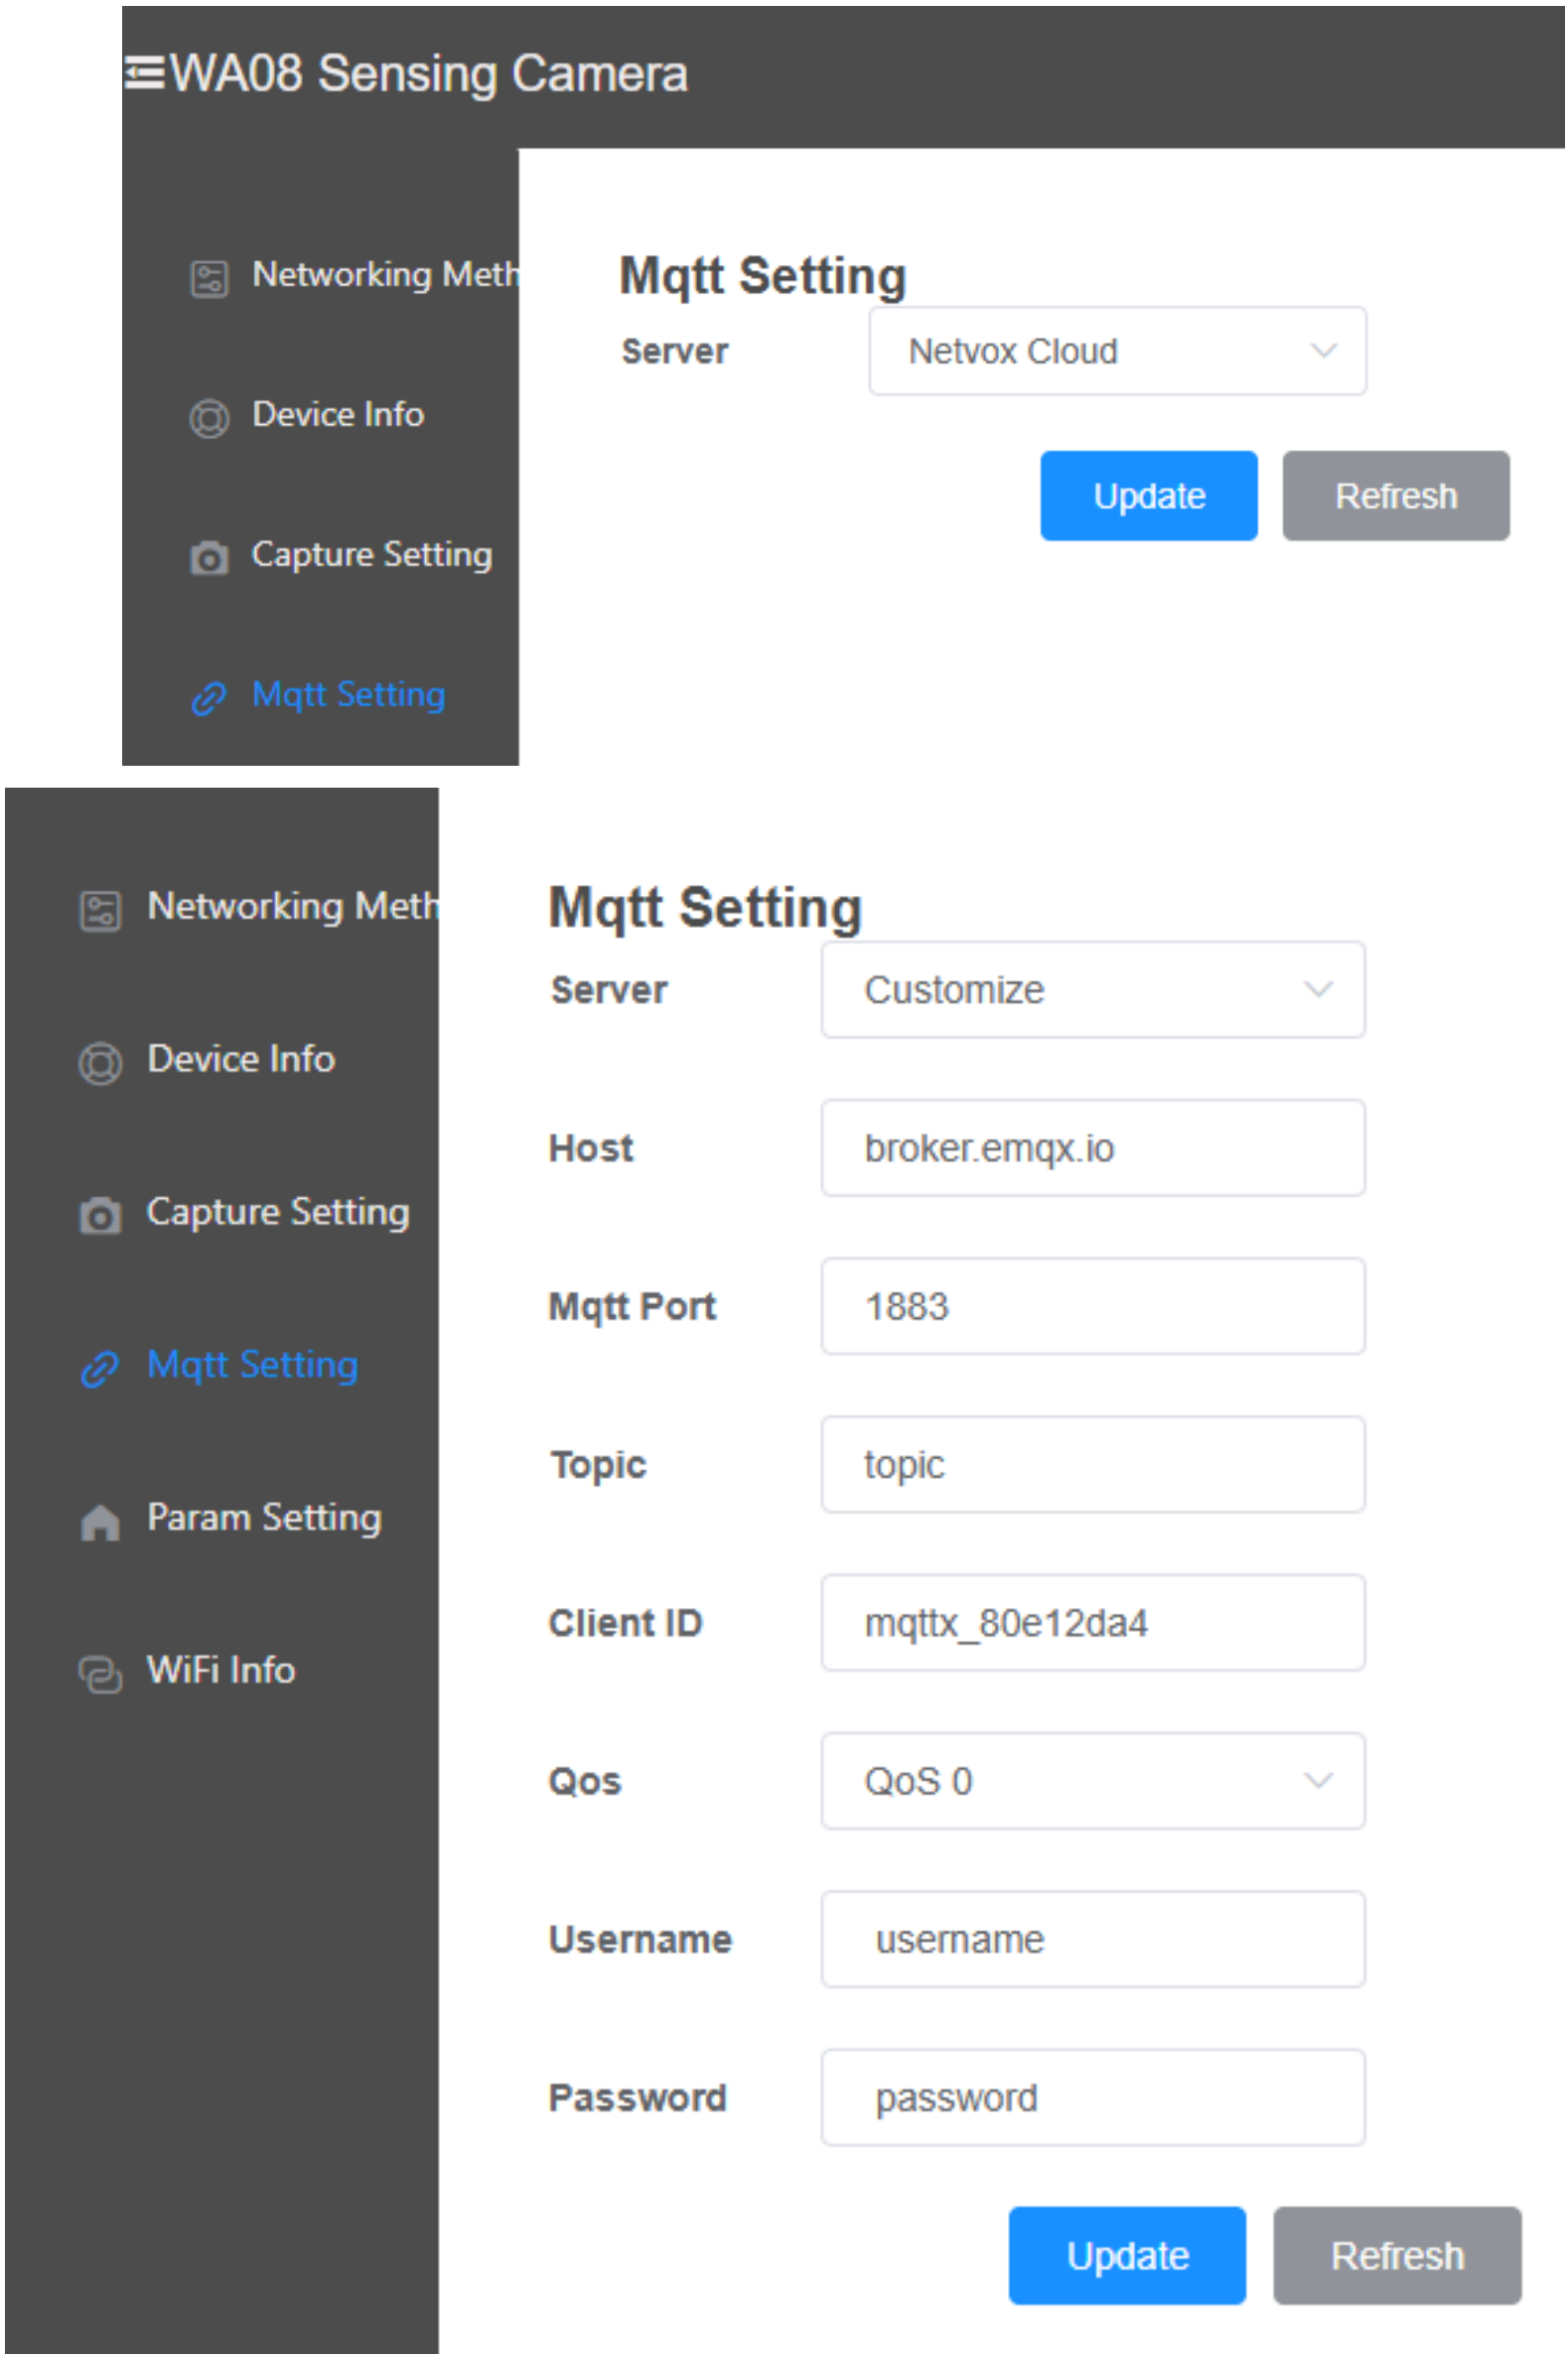 WA08 Sensing Camera
Networking Meth
Device Info
Capture Setting
Mqtt Setting
Mqtt Setting
Server Netvox Cloud
Update Refresh
Networking Meth
Device Info
Capture Setting
Mqtt Setting
Param Setting
WiFi Info
Mqtt Setting
Server Customize
Host broker.emqx.io
Mqtt Port 1883
Topic topic
Client ID mqttx_80e12da4
Qos QoS 0
Username username
Password password
Update Refresh